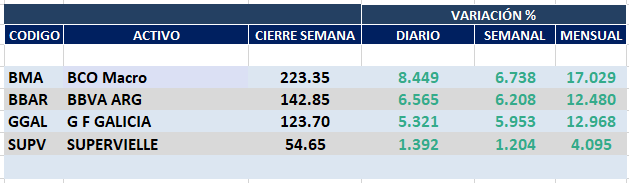 VARIACIÓN %
CODIGO ACTIVO CIERRE SEMANA DIARIO SEMANAL MENSUAL
BMA BCO Macro 223.35 8.449 6.738 17.029
BBAR BBVA ARG 142.85 6.565 6.208 12.480
GGAL G F GALICIA 123.70 5.321 5.953 12.968
SUPV SUPERVIELLE 54.65 1.392 1.204 4.095